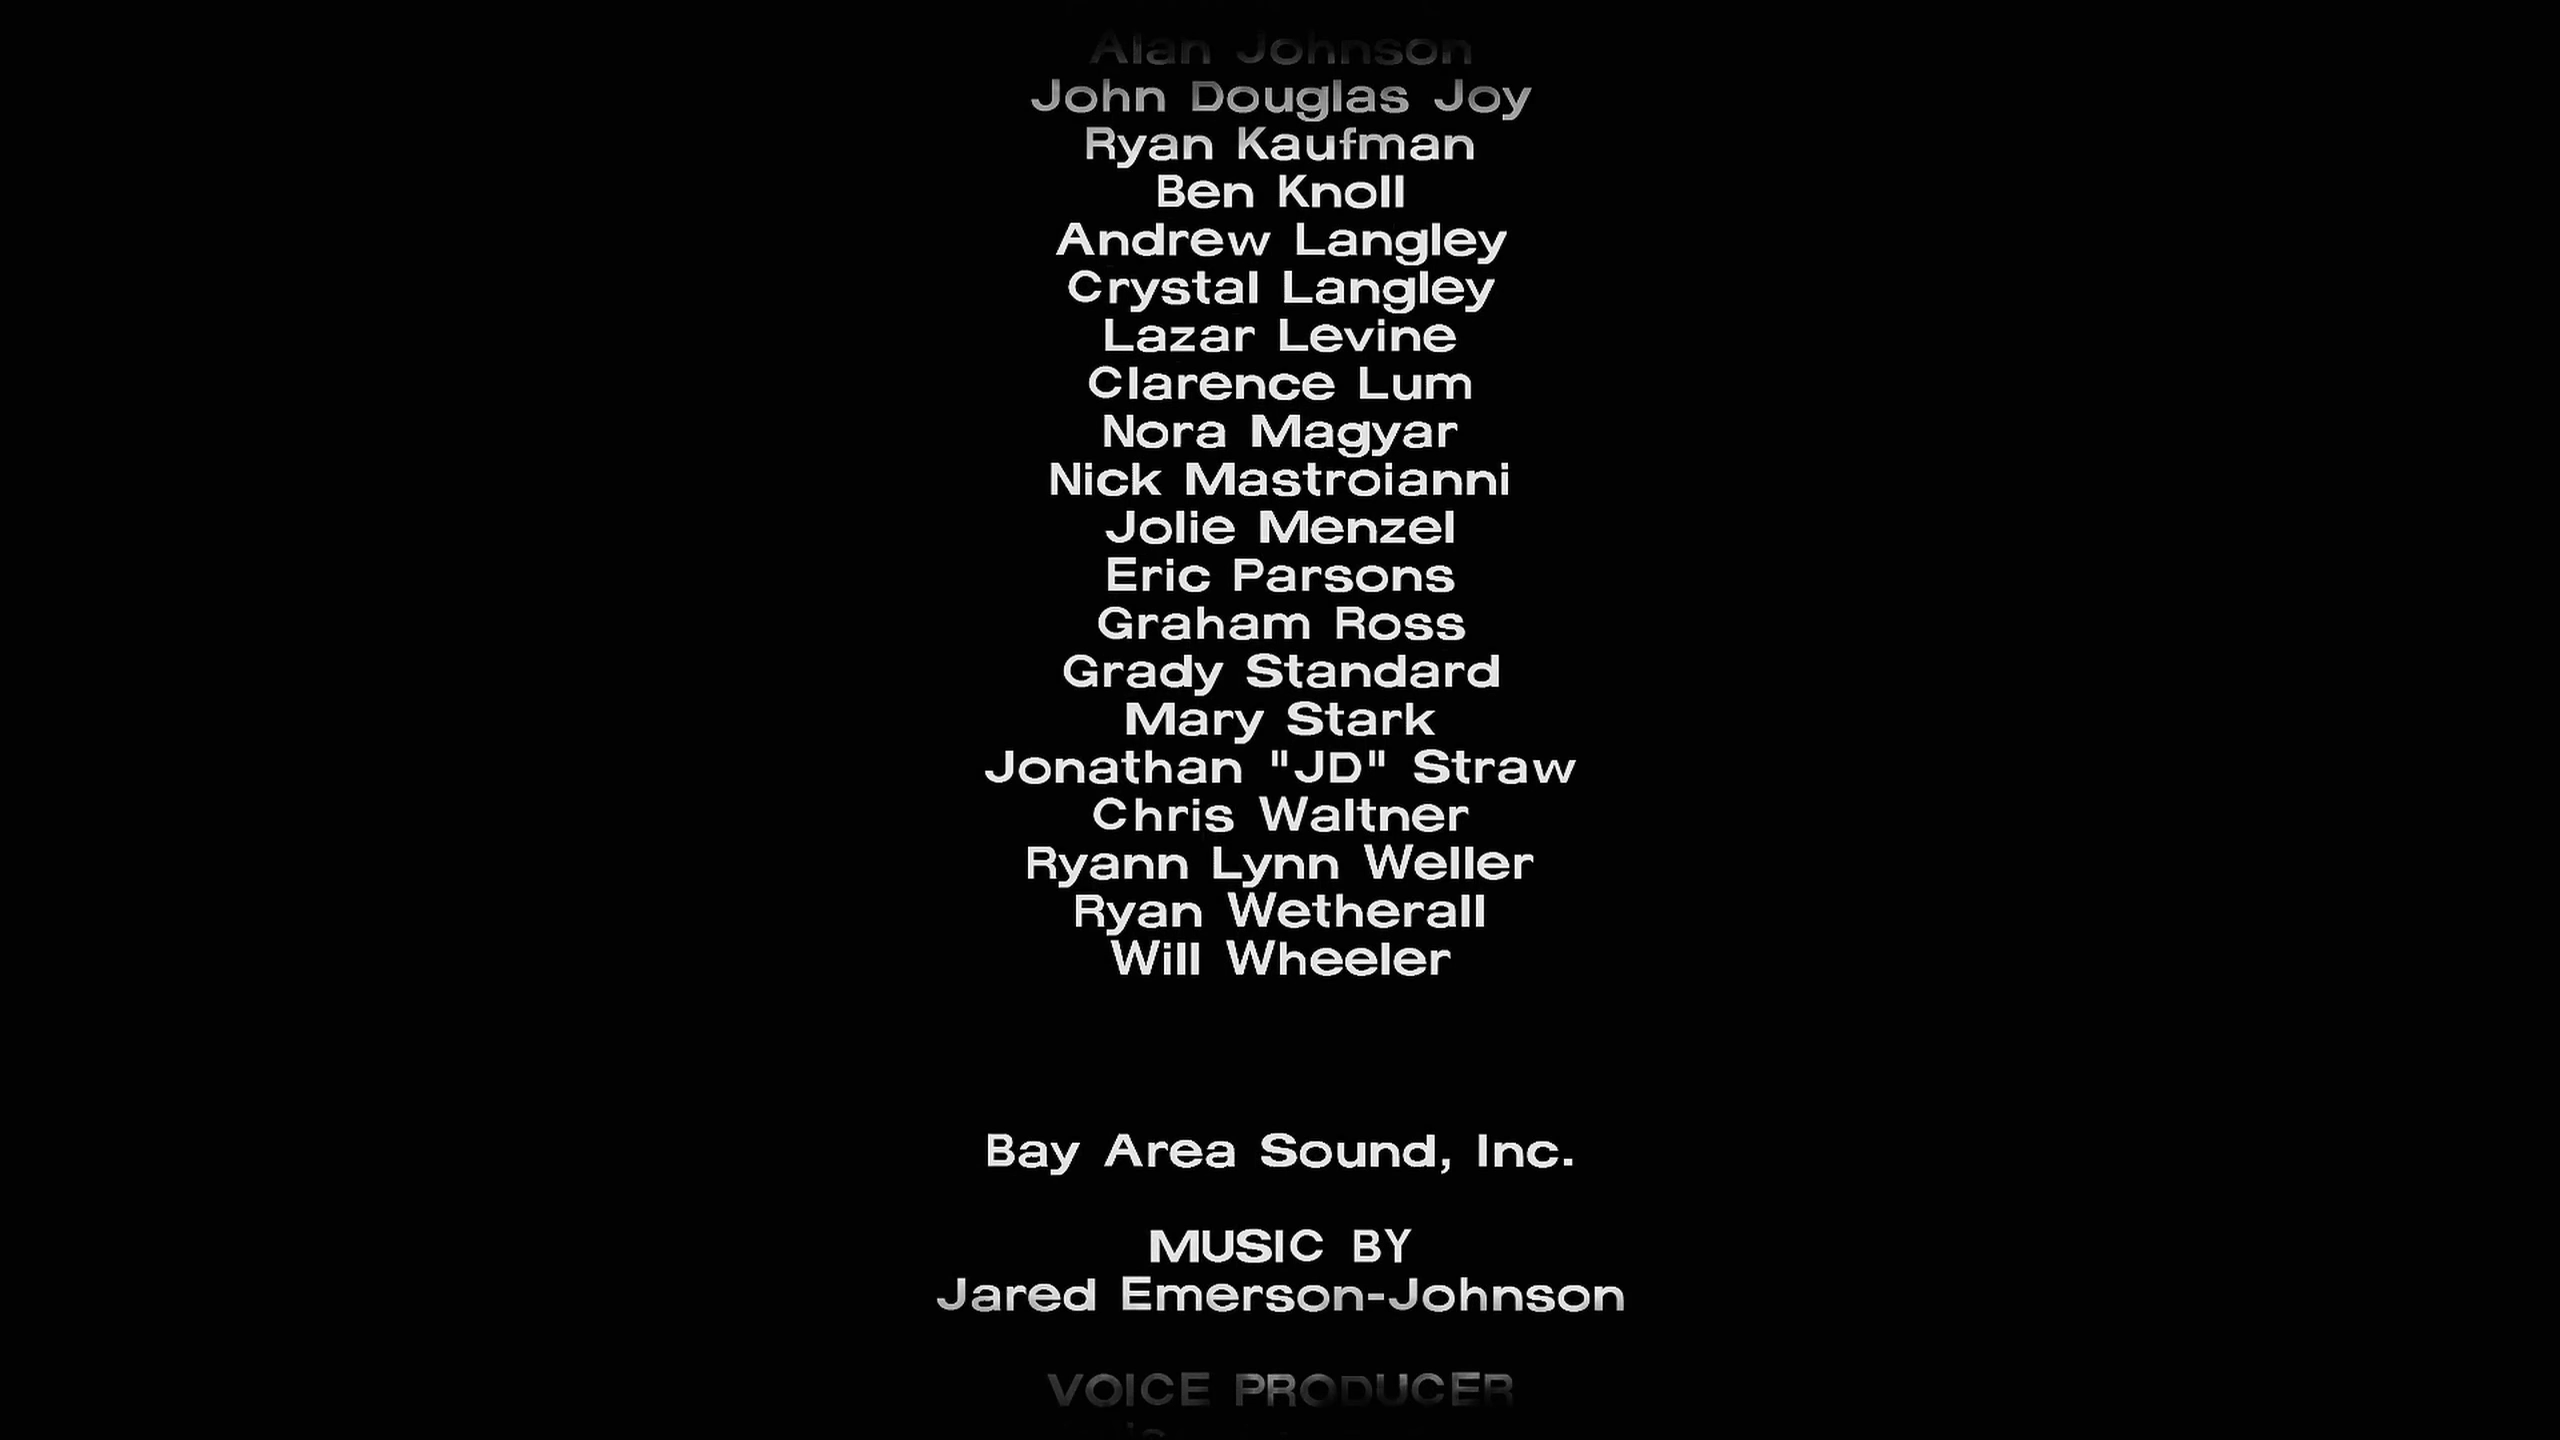 Alan Johnson
John Douglas Joy
Ryan Kaufman
Ben Knoll
Andrew Langley
Crystal Langley
Lazar Levine
Clarence Lum
Nora Magyar
Nick Mastroianni
Jolie Menzel
Eric Parsons
Graham Ross
Grady Standard
Mary Stark
Jonathan "JD" Straw
Chris Waltner
Ryann Lynn Weller
Ryan Wetherall
Will Wheeler
Bay Area Sound, Inc.
MUSIC BY
Jared Emerson-Johnson
VOICE PRODUCER